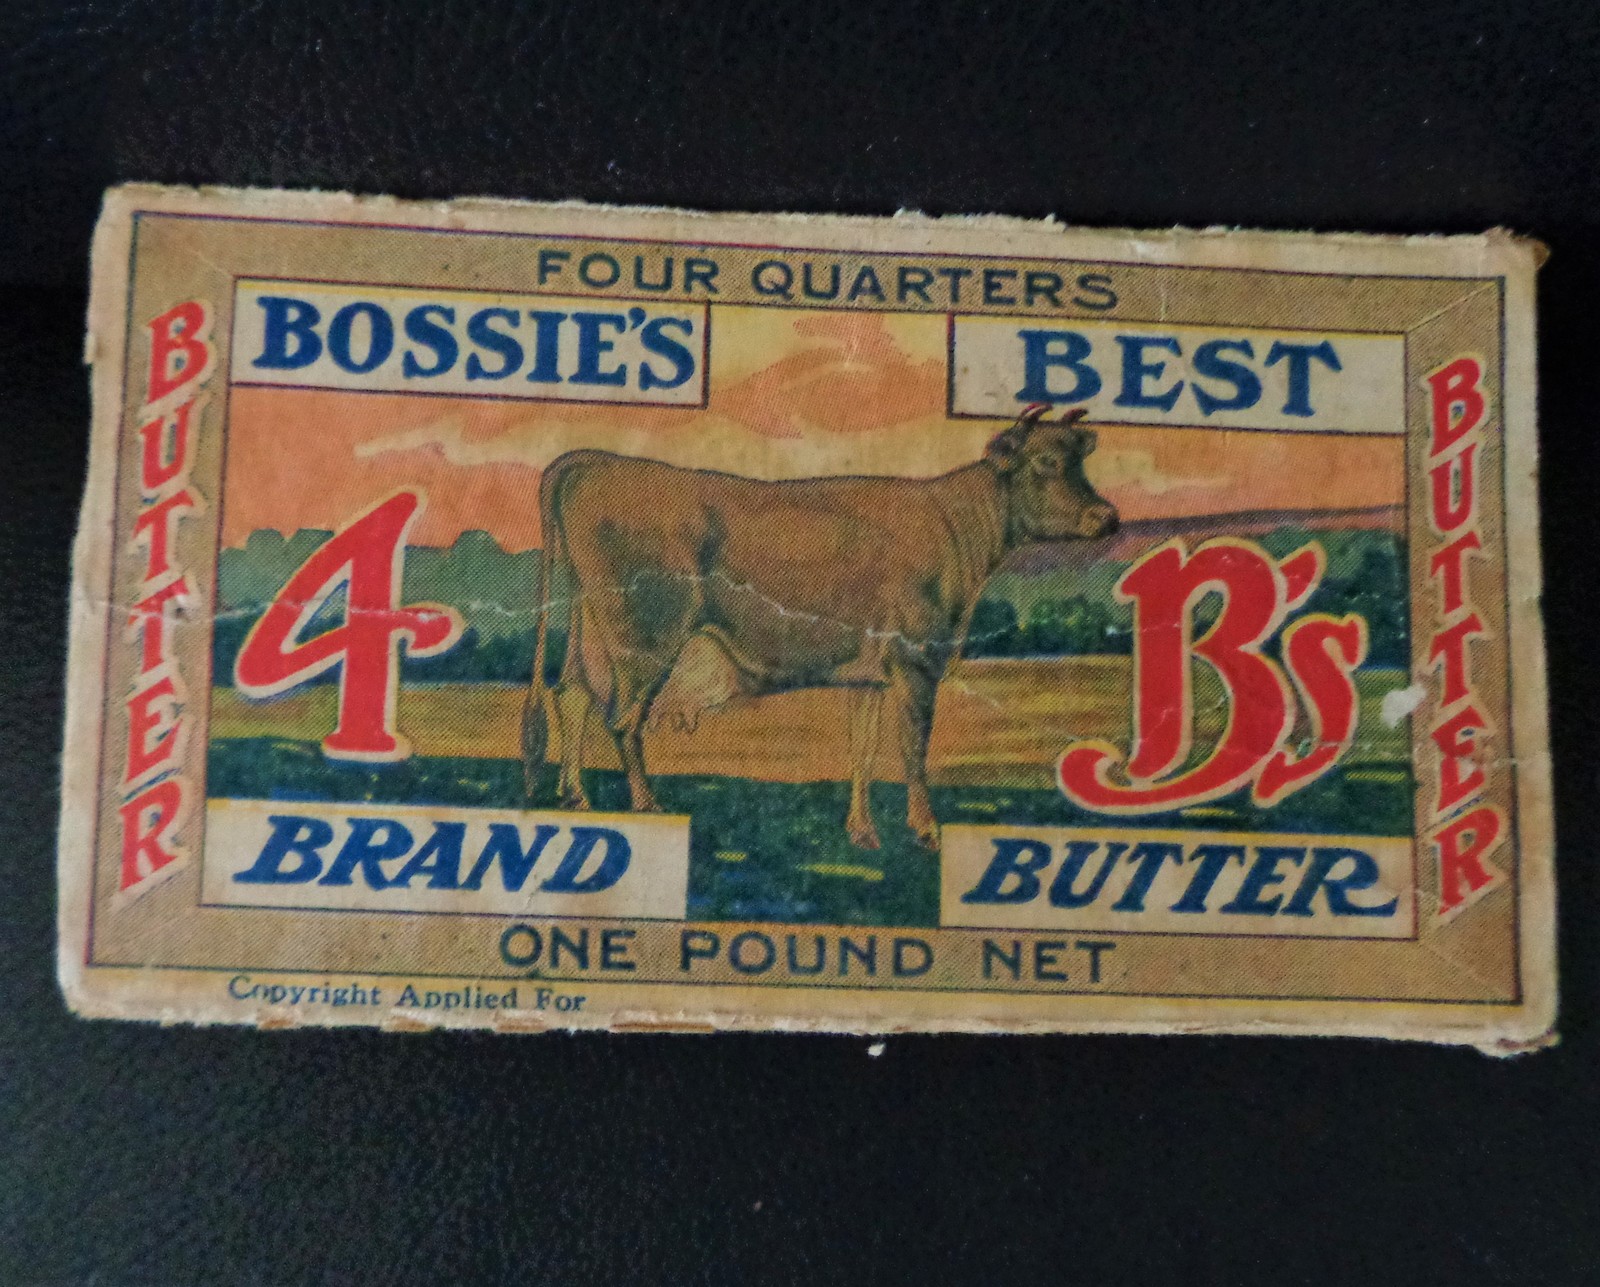 FOUR QUARTERS
BOSSIE'S BEST
BUTTER
4 B's
BUTTER
BRAND BUTTER
ONE POUND NET
Copyright Applied For